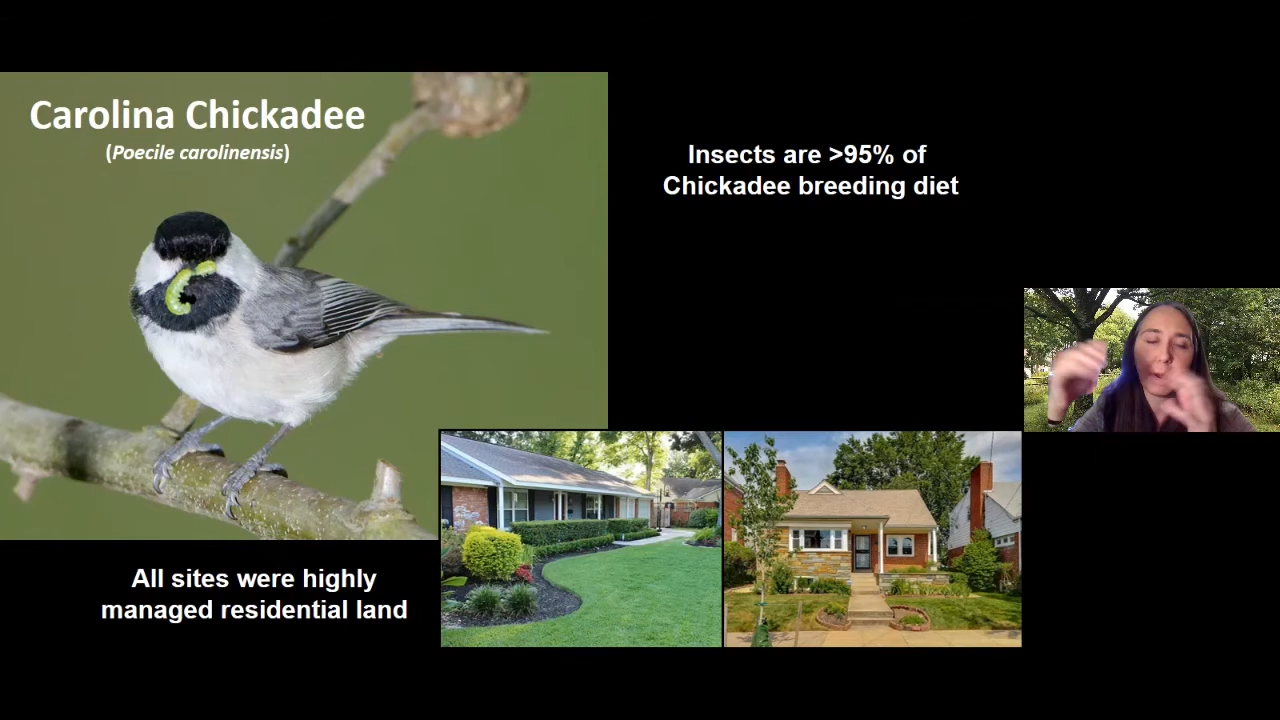 Carolina Chickadee
(Poecile carolinensis)
Insects are >95% of
Chickadee breeding diet
All sites were highly
managed residential land